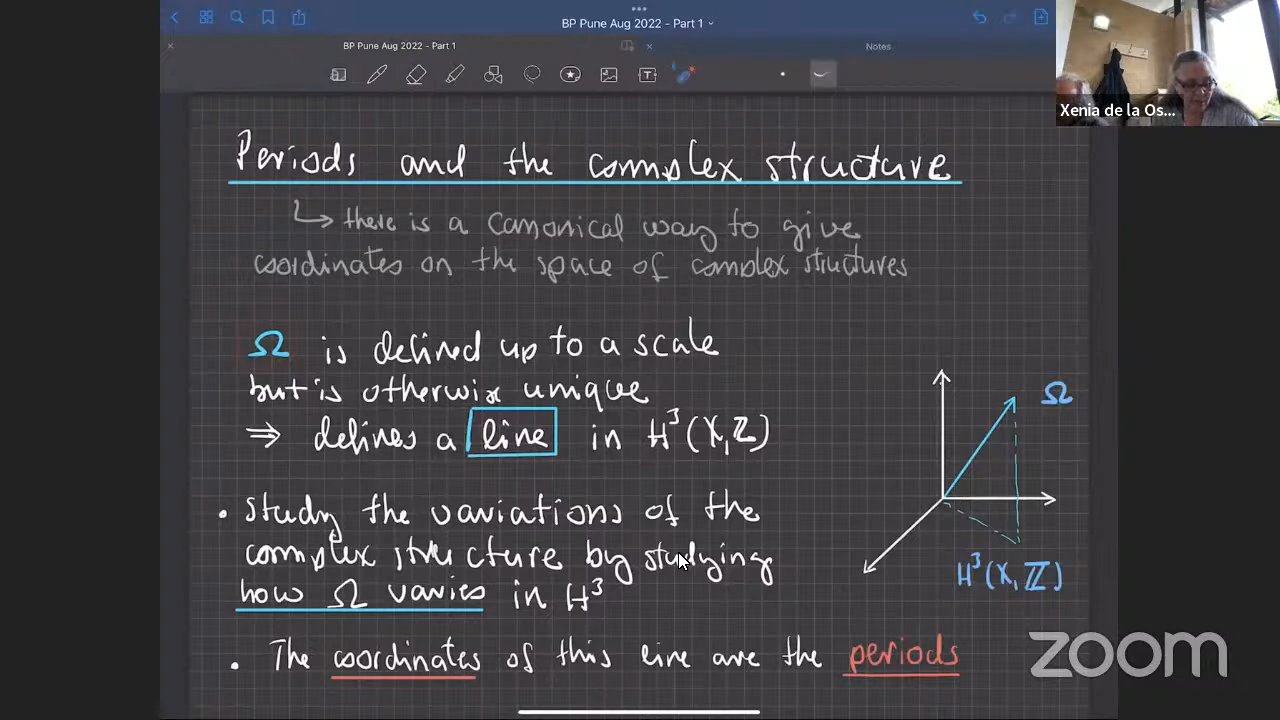 BP Pune Aug 2022 - Part 1
BP Pune Aug 2022 - Part 1
Notes
Xenia de la Os...
Periods and the complex structure
↳ there is a canonical way to give
coordinates on the space of complex structures
Ω is defined up to a scale
but is otherwise unique
⇒ defines a line in H³(X,ℤ)
Ω
H³(X,ℤ)
• Study the variations of the
complex structure by studying
how Ω varies in H³
• The coordinates of this line are the periods
zoom